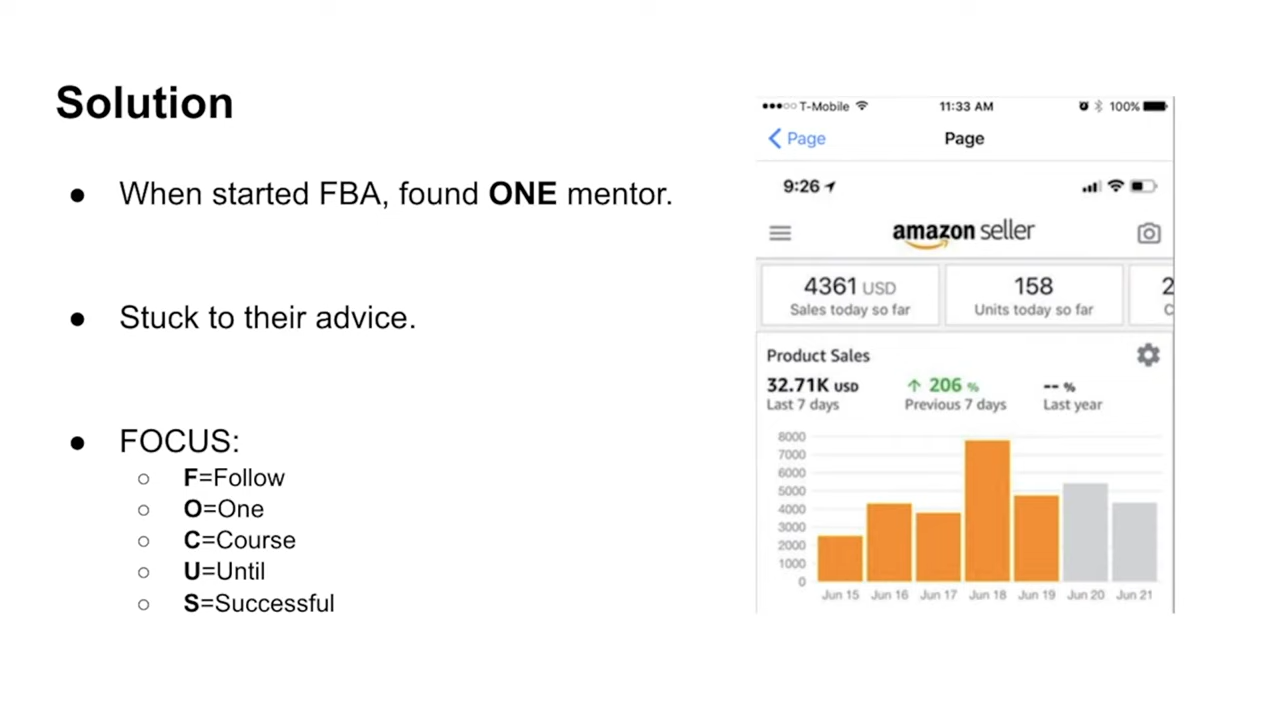 Solution
● When started FBA, found ONE mentor.
● Stuck to their advice.
● FOCUS:
○ F=Follow
○ O=One
○ C=Course
○ U=Until
○ S=Successful
T-Mobile 11:33 AM 100%
Page Page
9:26
amazon seller
4361 USD 158 2
Sales today so far Units today so far C
Product Sales
32.71K USD ↑ 206 % -- %
Last 7 days Previous 7 days Last year
8000
7000
6000
5000
4000
3000
2000
1000
0
Jun 15 Jun 16 Jun 17 Jun 18 Jun 19 Jun 20 Jun 21